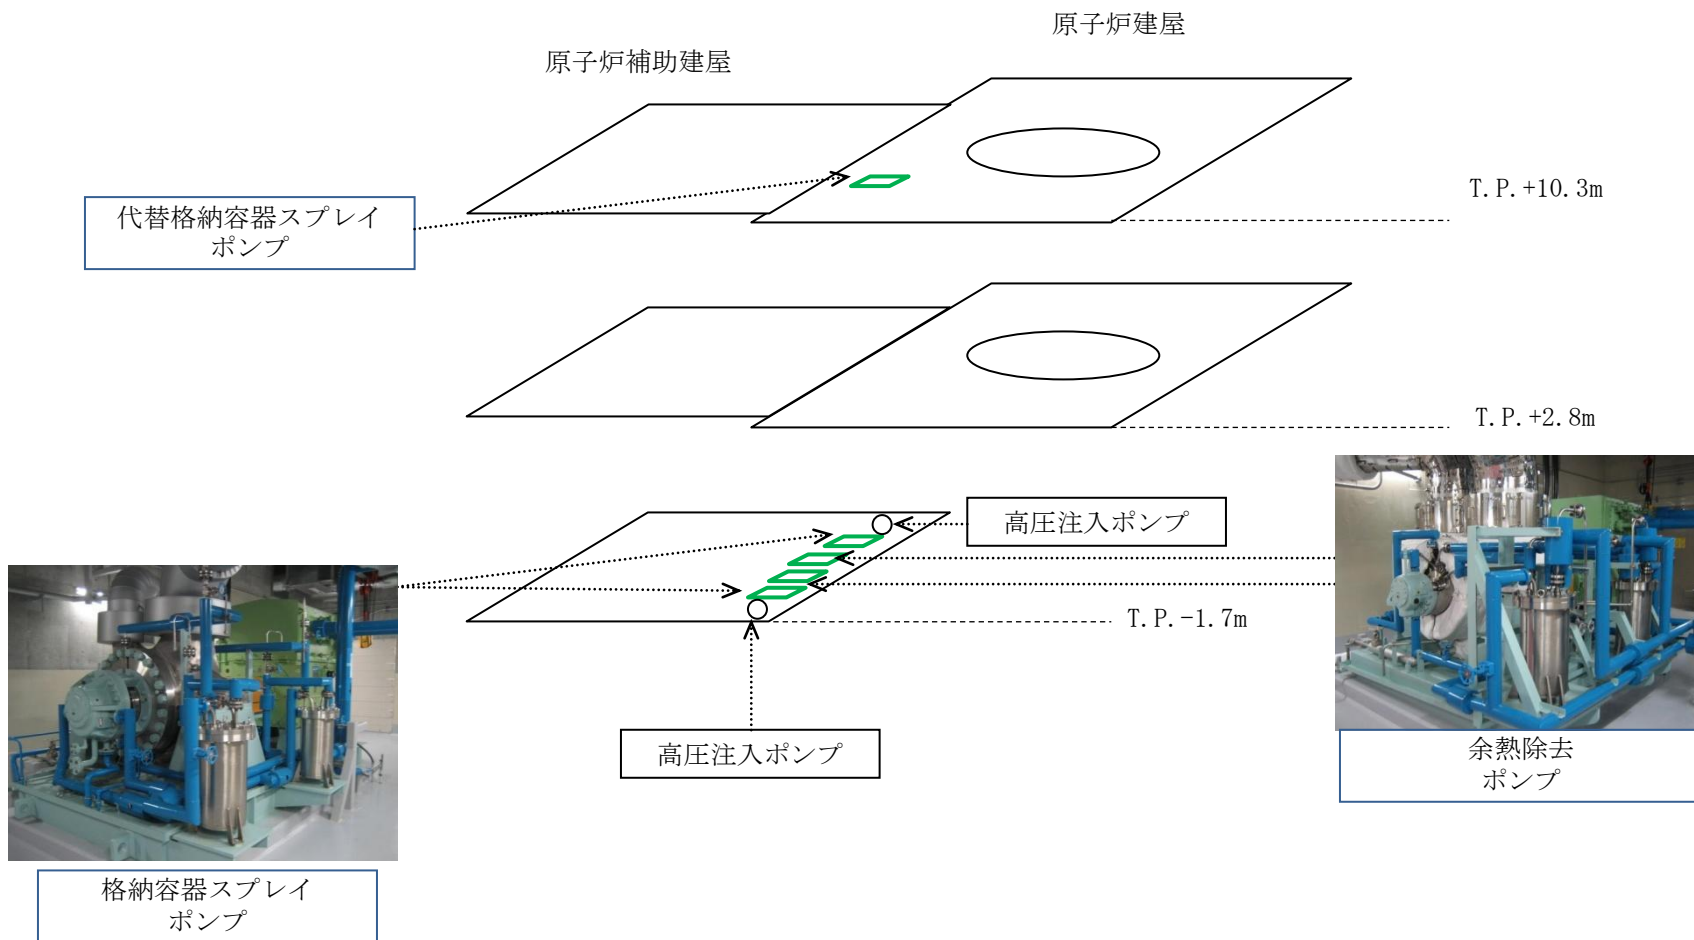 原子炉建屋
原子炉補助建屋
T.P.+10.3m
代替格納容器スプレイ
ポンプ
T.P.+2.8m
高圧注入ポンプ
T.P.-1.7m
高圧注入ポンプ
余熱除去
ポンプ
格納容器スプレイ
ポンプ